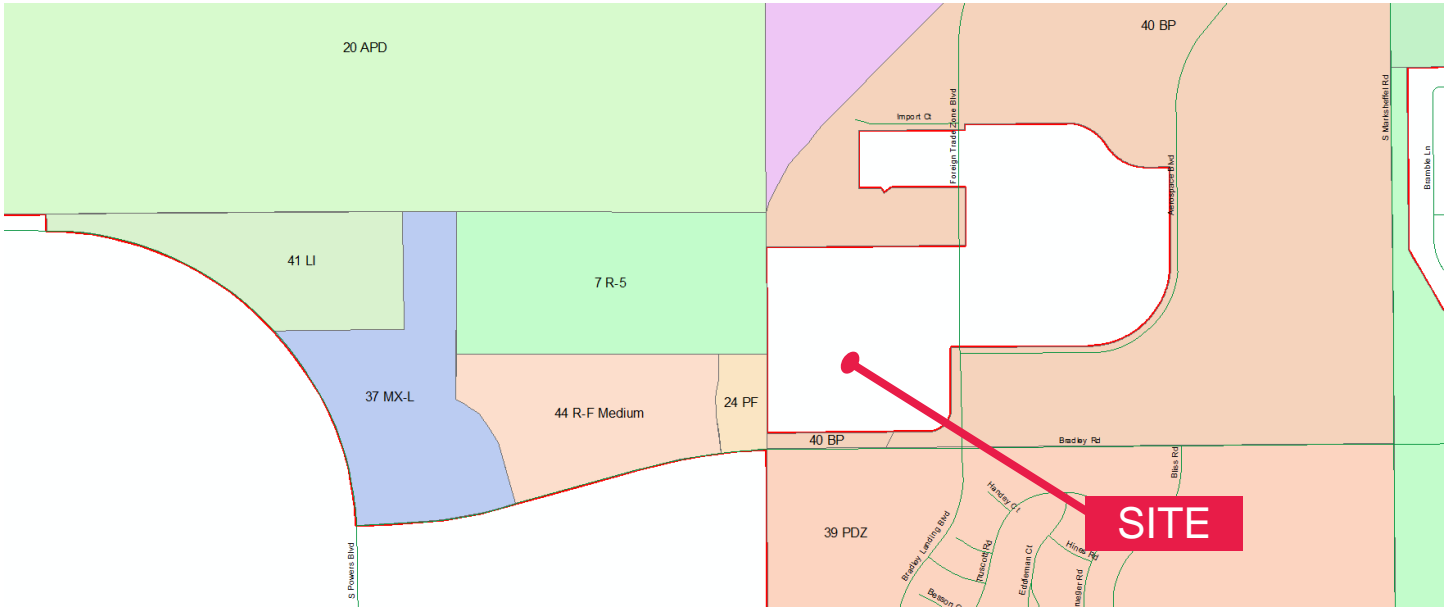 20 APD
40 BP
Import Ct
Foreign Trade Zone Blvd
Aerospace Blvd
S Marksheffel Rd
Bramble Ln
41 LI
7 R-5
37 MX-L
44 R-F Medium
24 PF
40 BP
Bradley Rd
Bliss Rd
S Powers Blvd
39 PDZ
Bradley Landing Blvd
Handey Ct
Truscott Rd
Eddleman Ct
Hines Rd
SITE